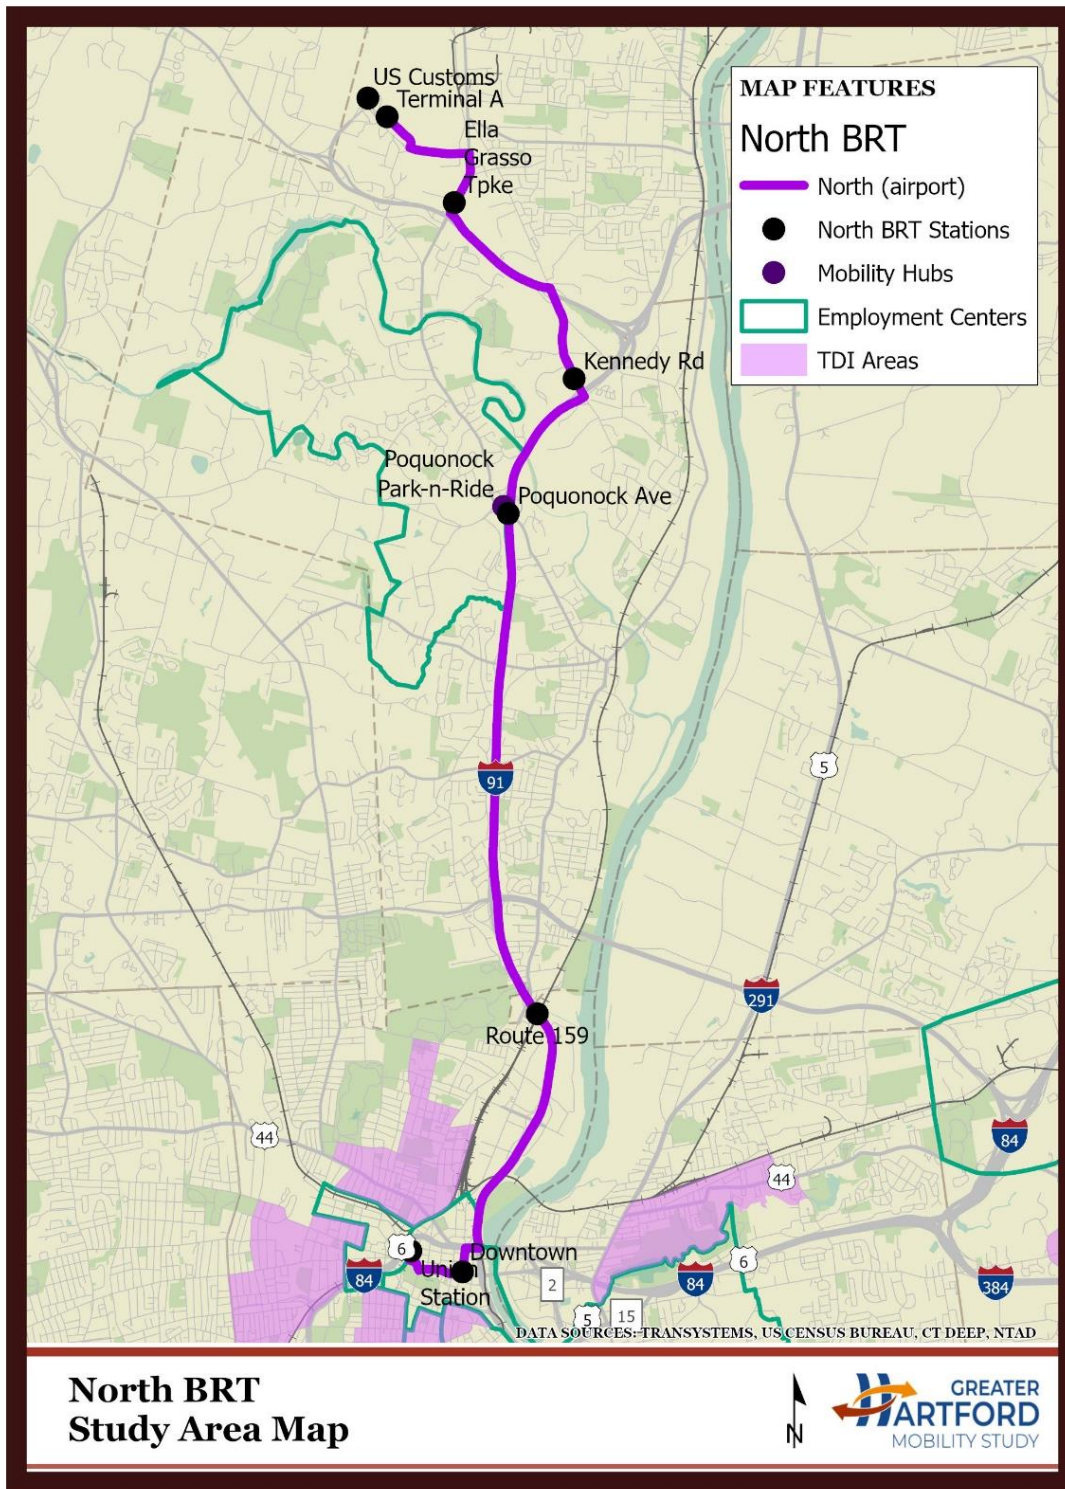 US Customs
Terminal A
Ella
Grasso
Tpke
MAP FEATURES
North BRT
North (airport)
North BRT Stations
Mobility Hubs
Employment Centers
TDI Areas
Kennedy Rd
Poquonock
Park-n-Ride
Poquonock Ave
91
5
291
Route 159
44
84
44
6
Downtown
Union
Station
84
2
84
6
384
5
15
DATA SOURCES: TRANSYSTEMS, US CENSUS BUREAU, CT DEEP, NTAD
North BRT
Study Area Map
N
GREATER
HARTFORD
MOBILITY STUDY